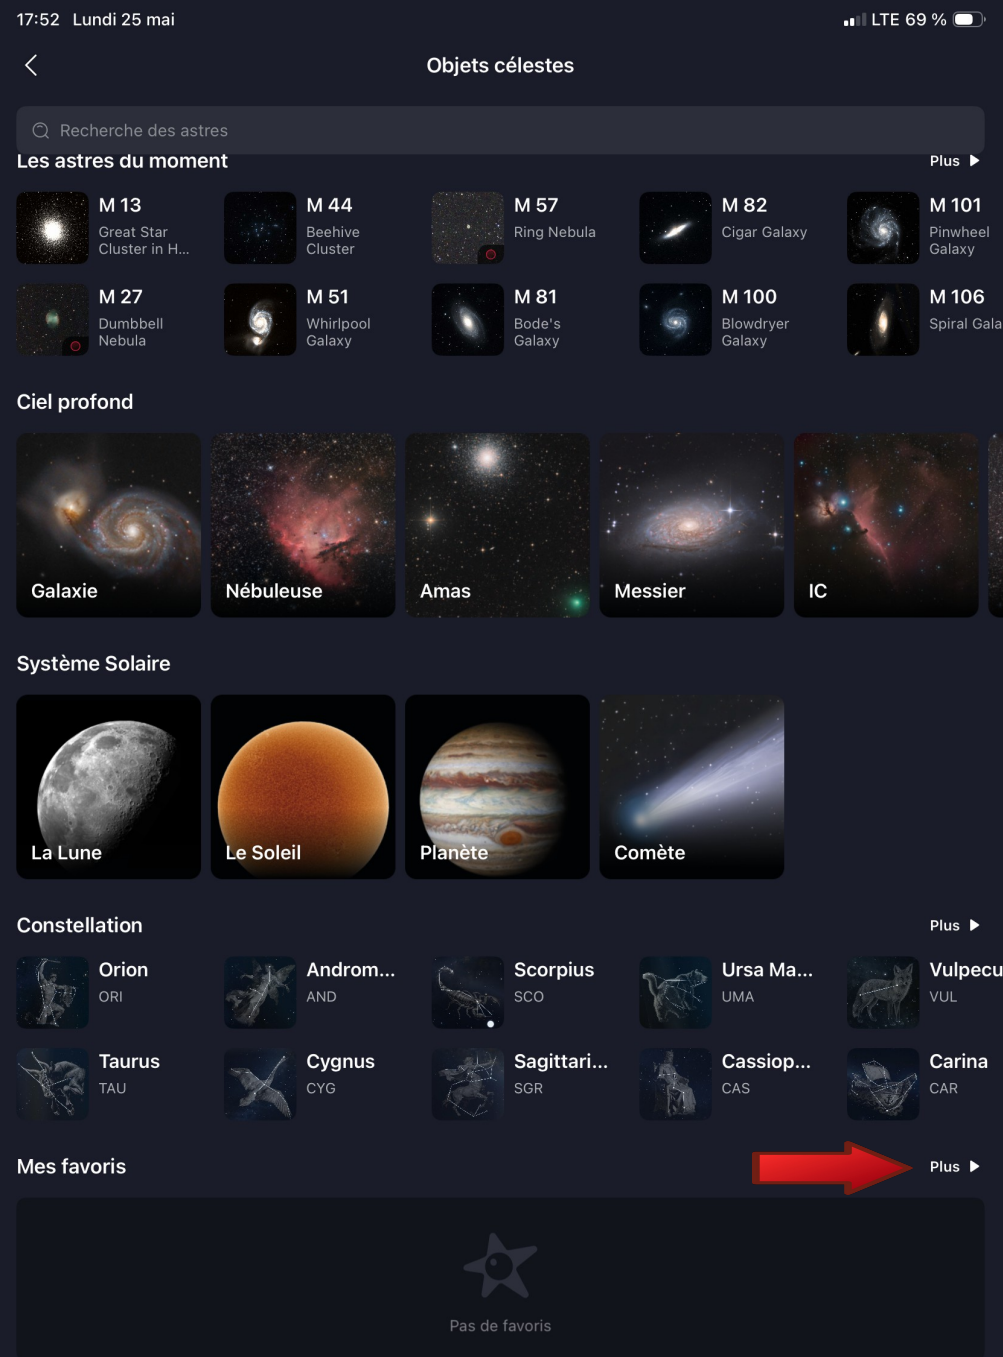 17:52 Lundi 25 mai
LTE 69 %
Objets célestes
Recherche des astres
Les astres du moment
Plus
M 13
Great Star
Cluster in H...
M 44
Beehive
Cluster
M 57
Ring Nebula
M 82
Cigar Galaxy
M 101
Pinwheel
Galaxy
M 27
Dumbbell
Nebula
M 51
Whirlpool
Galaxy
M 81
Bode's
Galaxy
M 100
Blowdryer
Galaxy
M 106
Spiral Gala
Ciel profond
Galaxie
Nébuleuse
Amas
Messier
IC
Système Solaire
La Lune
Le Soleil
Planète
Comète
Constellation
Plus
Orion
ORI
Androm...
AND
Scorpius
SCO
Ursa Ma...
UMA
Vulpecu
VUL
Taurus
TAU
Cygnus
CYG
Sagittari...
SGR
Cassiop...
CAS
Carina
CAR
Mes favoris
Plus
Pas de favoris